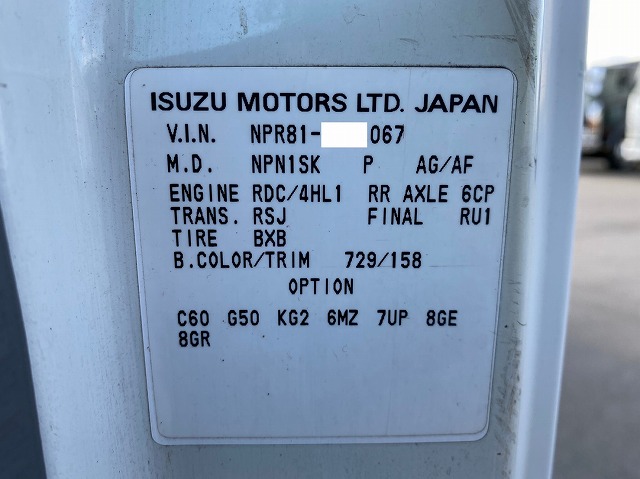 ISUZU MOTORS LTD. JAPAN
V.I.N. NPR81- 067
M.D. NPN1SK P AG/AF
ENGINE RDC/4HL1 RR AXLE 6CP
TRANS. RSJ FINAL RU1
TIRE BXB
B.COLOR/TRIM 729/158
OPTION
C60 G50 KG2 6MZ 7UP 8GE
8GR